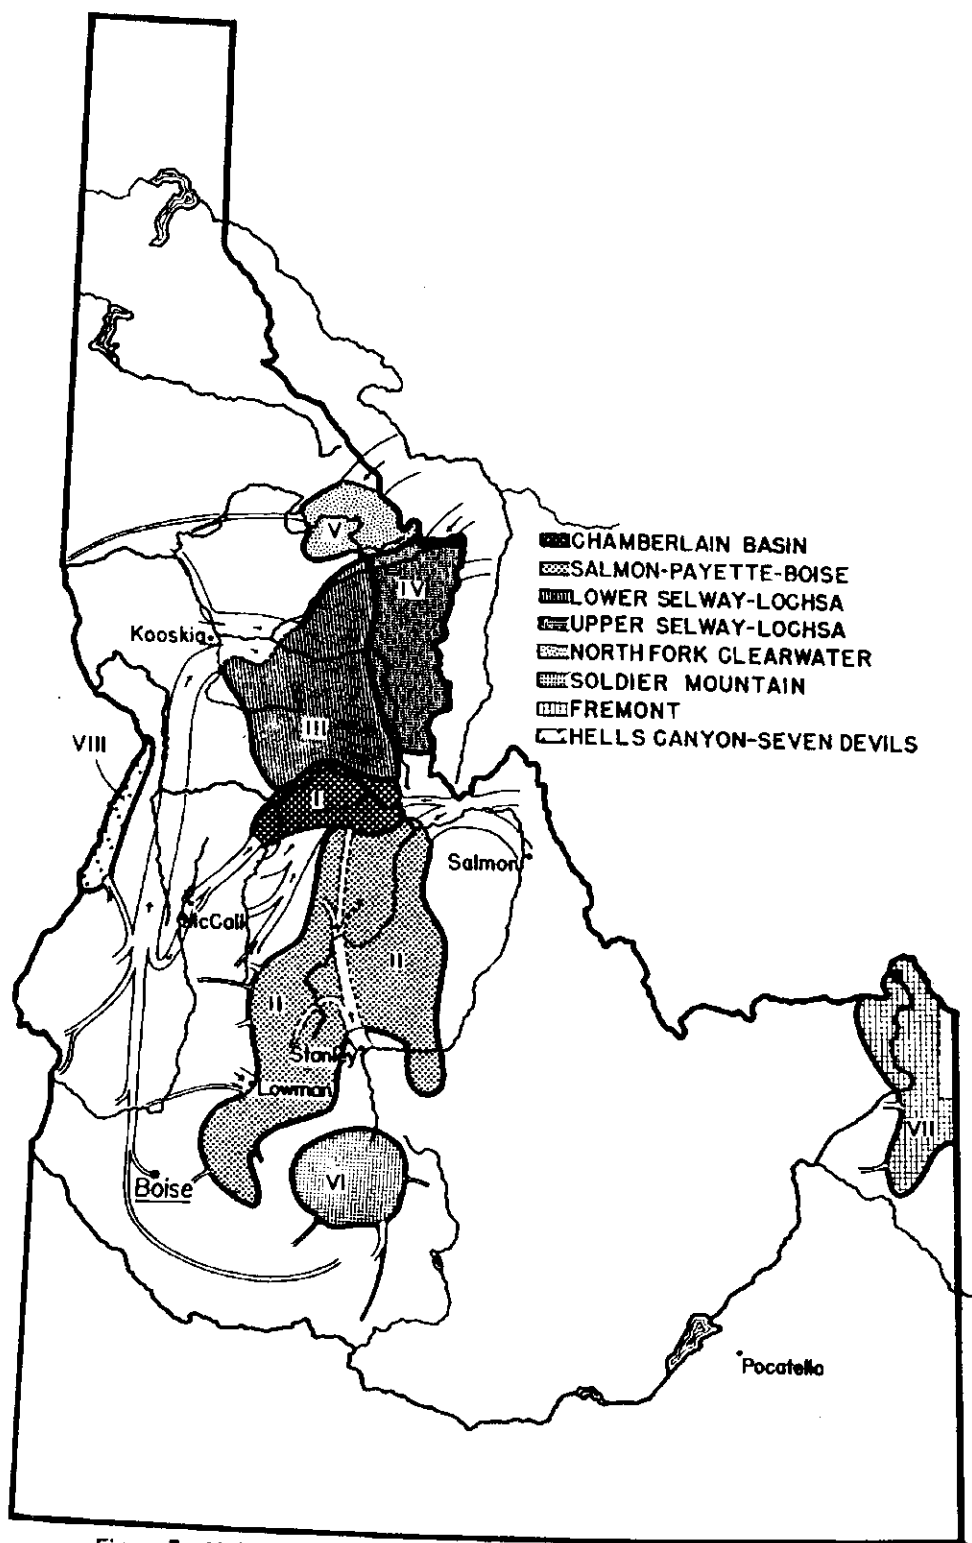 V
CHAMBERLAIN BASIN
SALMON-PAYETTE-BOISE
IV
LOWER SELWAY-LOCHSA
UPPER SELWAY-LOCHSA
Kooskia
NORTH FORK CLEARWATER
SOLDIER MOUNTAIN
FREMONT
III
VIII
HELLS CANYON-SEVEN DEVILS
Salmon
McCall
II
II
Stanley
Lowman
VII
Boise
VI
Pocatello